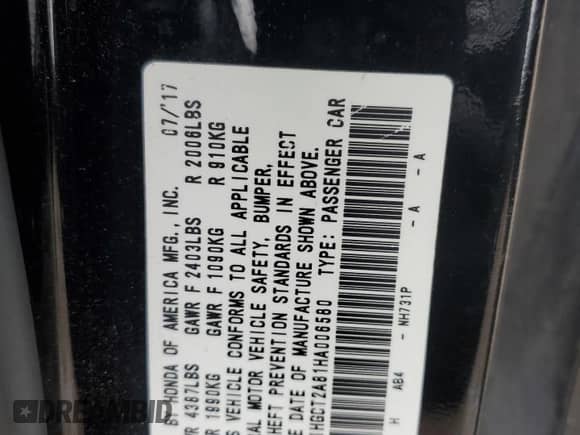 BY HONDA OF AMERICA MFG., INC. 07/'17
4387LBS GAWR F 2403LBS R 2006LBS
1990KG GAWR F 1090KG R 910KG
VEHICLE CONFORMS TO ALL APPLICABLE
MOTOR VEHICLE SAFETY, BUMPER,
THEFT PREVENTION STANDARDS IN EFFECT
DATE OF MANUFACTURE SHOWN ABOVE.
1HGCT2A81HA006580 TYPE: PASSENGER CAR
H AB4 - NH731P - A - A
DREAMBID